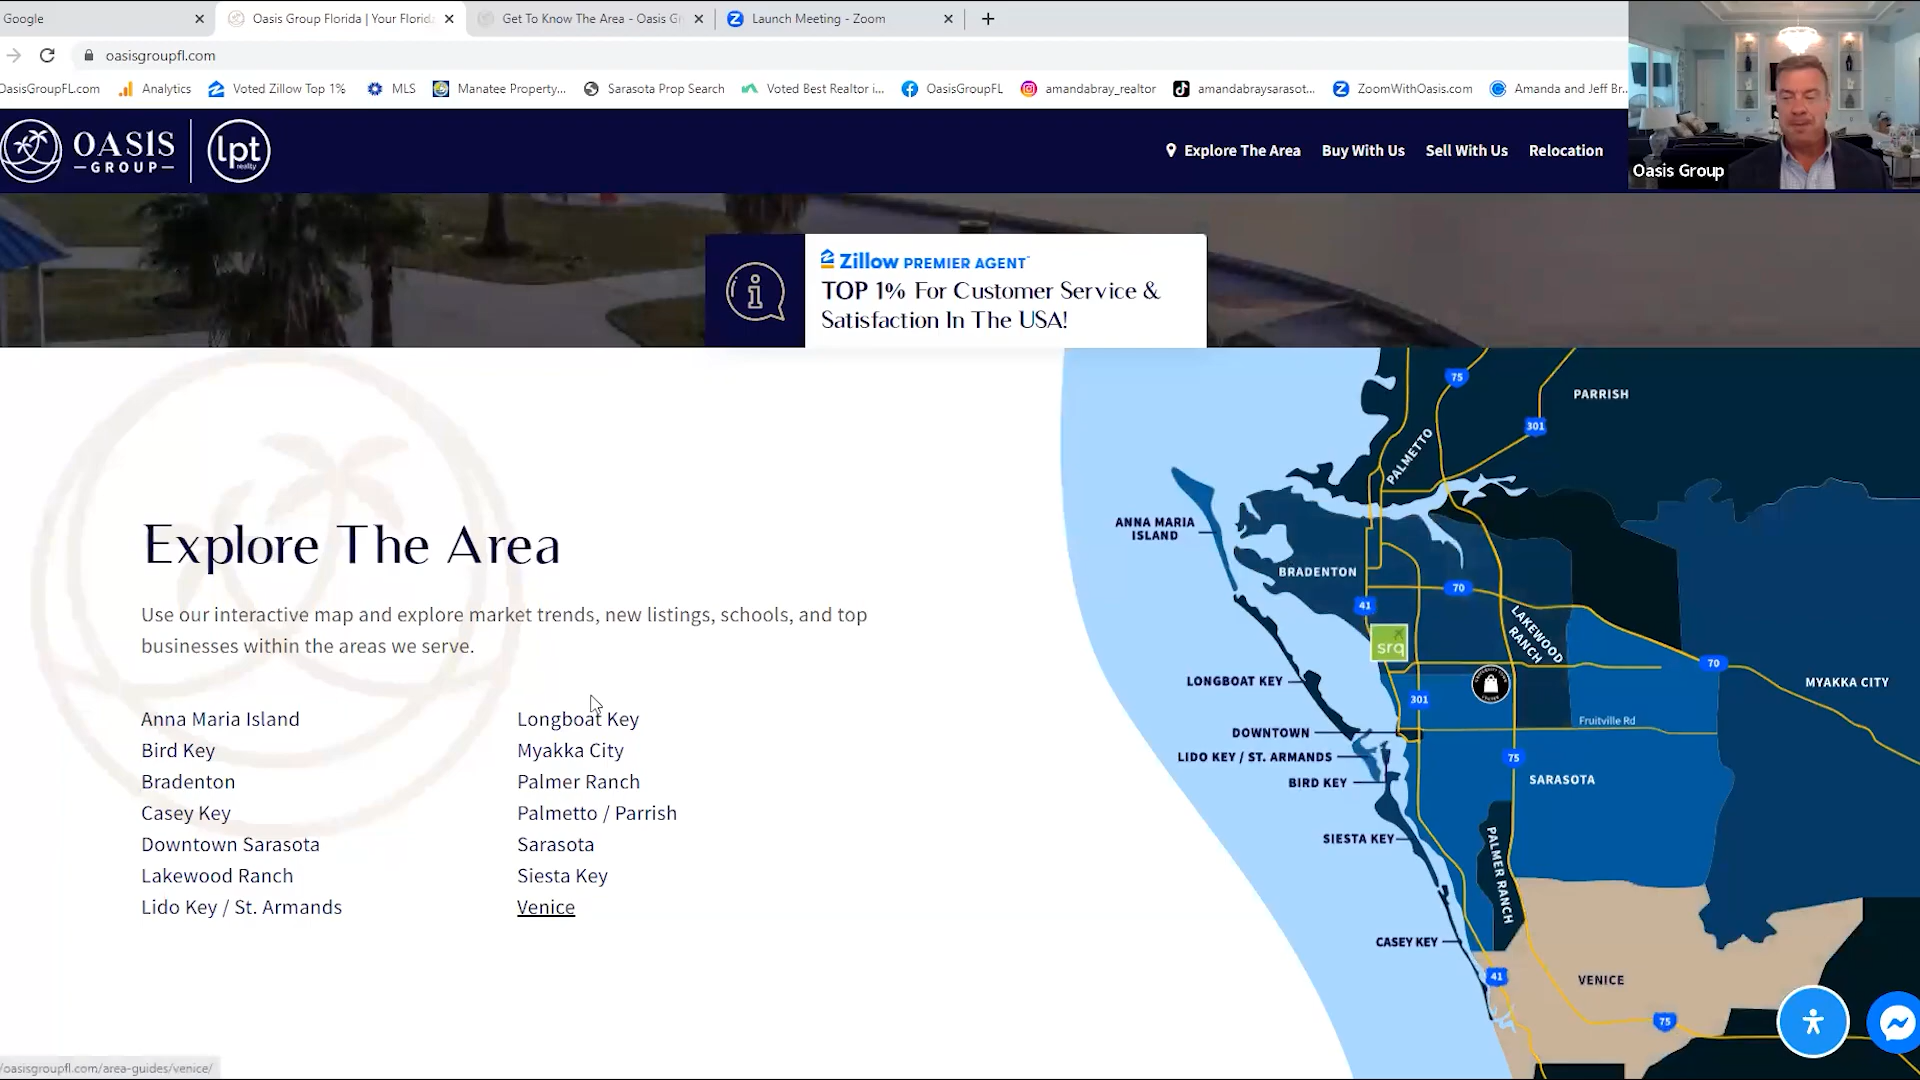 Google
Oasis Group Florida | Your Florid
Get To Know The Area - Oasis Gr
Launch Meeting - Zoom
oasisgroupfl.com
OasisGroupFL.com
Analytics
Voted Zillow Top 1%
MLS
Manatee Property...
Sarasota Prop Search
Voted Best Realtor i...
OasisGroupFL
amandabray_realtor
amandabraysarasot...
ZoomWithOasis.com
Amanda and Jeff Br...
OASIS
GROUP
lpt
realty
Explore The Area
Buy With Us
Sell With Us
Relocation
Oasis Group
Zillow PREMIER AGENT
TOP 1% For Customer Service &
Satisfaction In The USA!
Explore The Area
Use our interactive map and explore market trends, new listings, schools, and top
businesses within the areas we serve.
Anna Maria Island
Bird Key
Bradenton
Casey Key
Downtown Sarasota
Lakewood Ranch
Lido Key / St. Armands
Longboat Key
Myakka City
Palmer Ranch
Palmetto / Parrish
Sarasota
Siesta Key
Venice
75
PARRISH
301
PALMETTO
ANNA MARIA
ISLAND
BRADENTON
70
41
LAKEWOOD
RANCH
srq
70
LONGBOAT KEY
301
MYAKKA CITY
Fruitville Rd
DOWNTOWN
LIDO KEY / ST. ARMANDS
75
BIRD KEY
SARASOTA
SIESTA KEY
PALMER RANCH
CASEY KEY
41
VENICE
75
/oasisgroupfl.com/area-guides/venice/